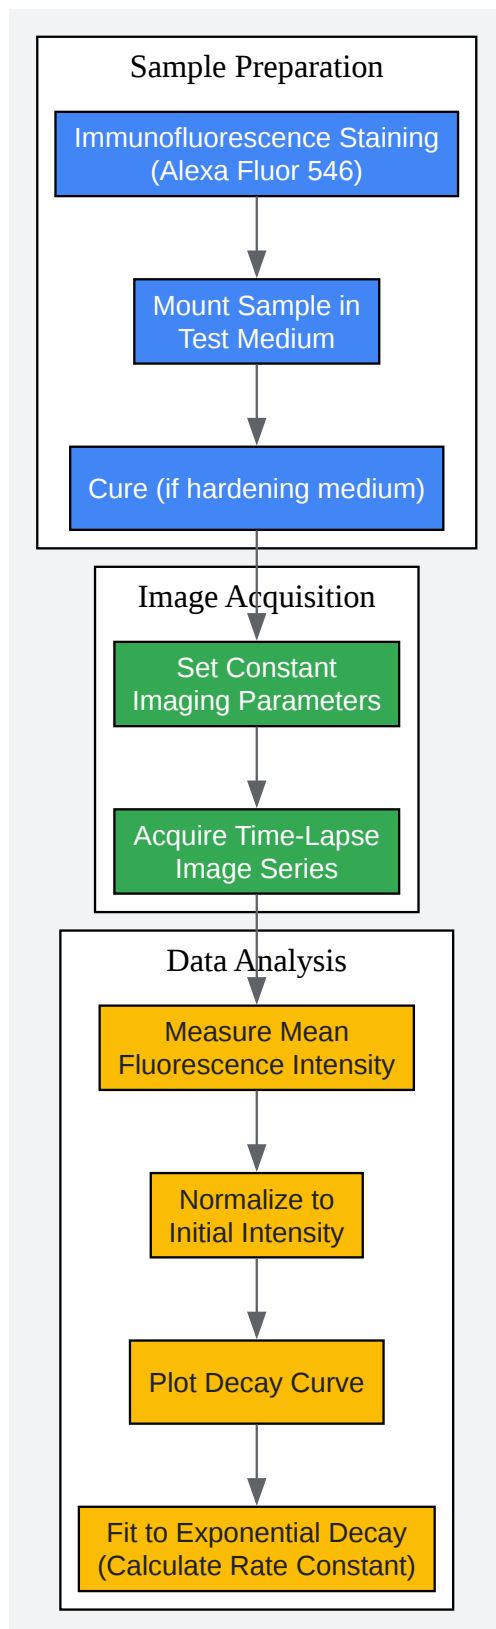 Sample Preparation
Immunofluorescence Staining
(Alexa Fluor 546)
Mount Sample in
Test Medium
Cure (if hardening medium)
Image Acquisition
Set Constant
Imaging Parameters
Acquire Time-Lapse
Image Series
Data Analysis
Measure Mean
Fluorescence Intensity
Normalize to
Initial Intensity
Plot Decay Curve
Fit to Exponential Decay
(Calculate Rate Constant)